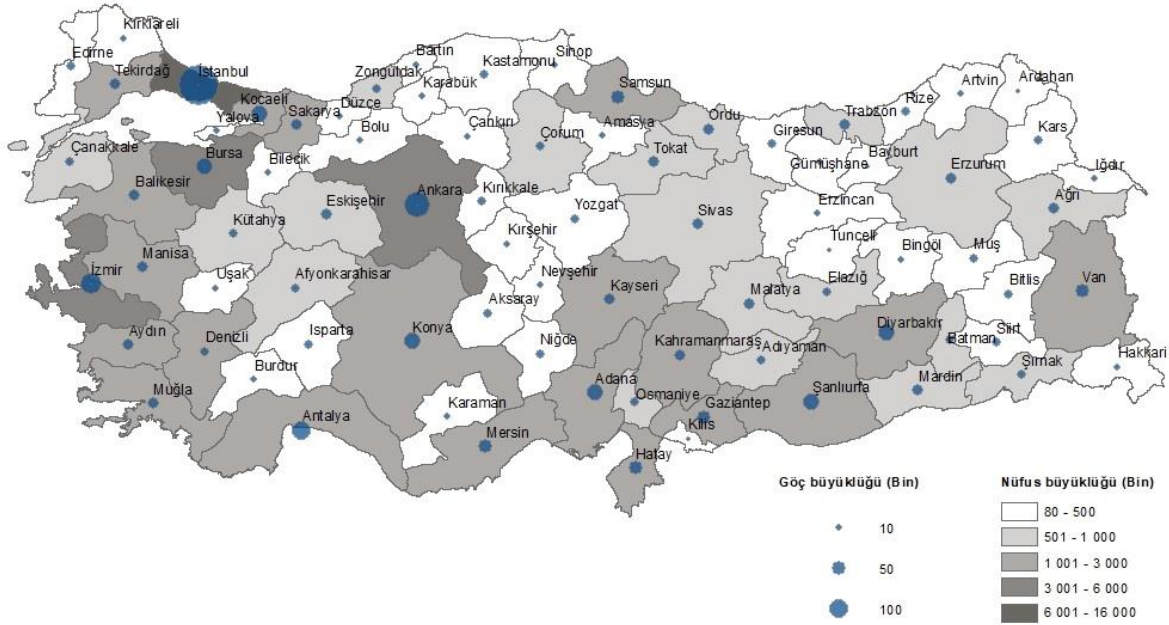 Kırklareli
Edirne
Tekirdağ
İstanbul
Kocaeli
Yalova
Sakarya
Düzce
Bolu
Zonguldak
Bartın
Karabük
Kastamonu
Sinop
Çankırı
Samsun
Amasya
Çorum
Ordu
Tokat
Giresun
Trabzon
Gümüşhane
Bayburt
Rize
Artvin
Ardahan
Kars
Iğdır
Erzurum
Ağrı
Erzincan
Çanakkale
Balıkesir
Bursa
Bilecik
Kütahya
Eskişehir
Ankara
Kırıkkale
Yozgat
Kırşehir
Sivas
Tunceli
Bingöl
Muş
Bitlis
Van
İzmir
Manisa
Uşak
Afyonkarahisar
Nevşehir
Aksaray
Kayseri
Malatya
Elazığ
Diyarbakır
Batman
Siirt
Hakkari
Şırnak
Mardin
Aydın
Denizli
Isparta
Burdur
Konya
Niğde
Kahramanmaraş
Adıyaman
Muğla
Antalya
Karaman
Mersin
Adana
Osmaniye
Gaziantep
Şanlıurfa
Kilis
Hatay
Göç büyüklüğü (Bin)
10
50
100
Nüfus büyüklüğü (Bin)
80 - 500
501 - 1 000
1 001 - 3 000
3 001 - 6 000
6 001 - 16 000